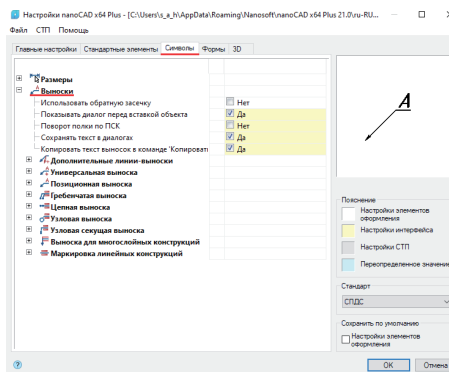 Настройки nanoCAD x64 Plus - [C:\Users\s_a_h\AppData\Roaming\Nanosoft\nanoCAD x64 Plus 21.0\ru-RU...
Файл СТП Помощь
Главные настройки Стандартные элементы Символы Формы 3D
Размеры
Выноски
Использовать обратную засечку Нет
Показывать диалог перед вставкой объекта Да
Поворот полки по ПСК Нет
Сохранять текст в диалогах Да
Копировать текст выносок в команде 'Копировать Да
Дополнительные линии-выноски
Универсальная выноска
Позиционная выноска
Гребенчатая выноска
Цепная выноска
Узловая выноска
Узловая секущая выноска
Выноска для многослойных конструкций
Маркировка линейных конструкций
A
Пояснение
Настройки элементов
оформления
Настройки интерфейса
Настройки СТП
Переопределенное значение
Стандарт
СПДС
Сохранить по умолчанию
Настройки элементов
оформления
?
OK Отмена